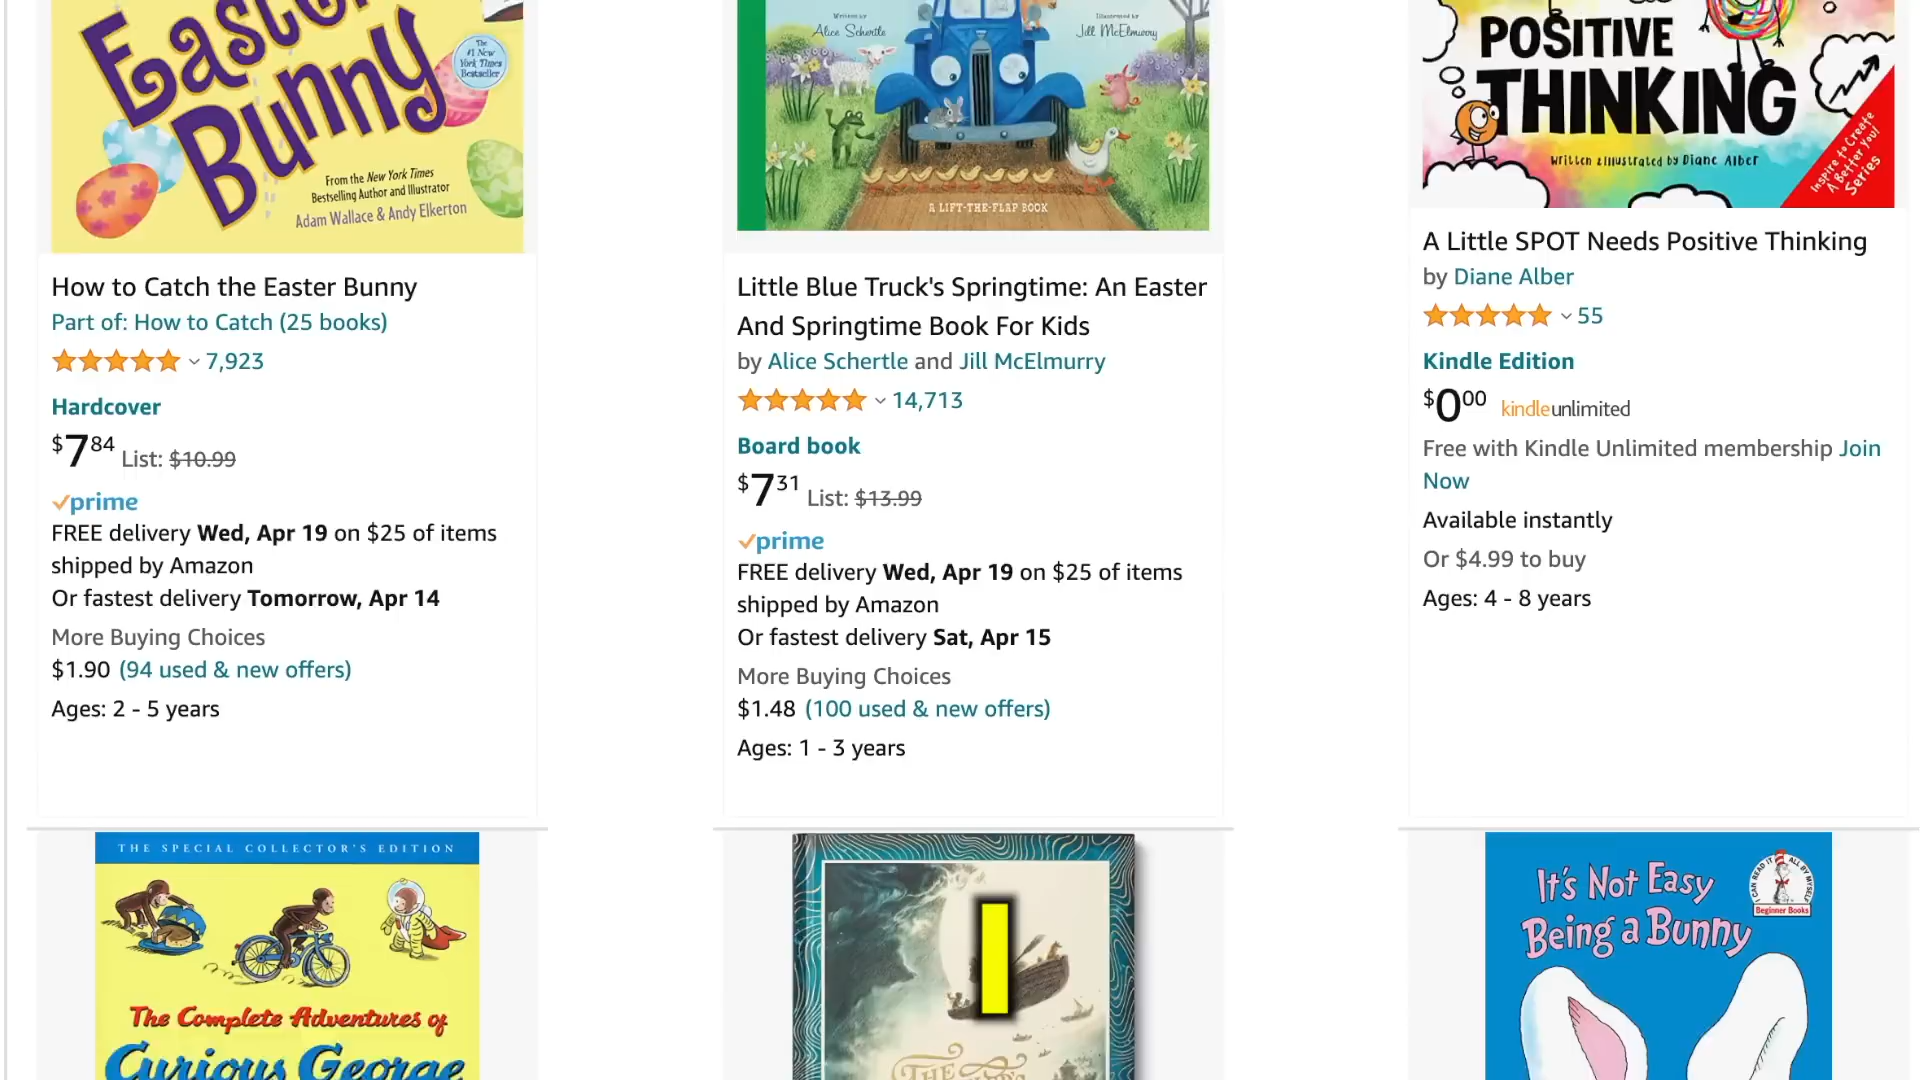 Easter
Bunny
The
#1 New
York Times
Bestseller
From the New York Times
Bestselling Author and Illustrator
Adam Wallace & Andy Elkerton
How to Catch the Easter Bunny
Part of: How to Catch (25 books)
7,923
Hardcover
$7 84 List: $10.99
prime
FREE delivery Wed, Apr 19 on $25 of items
shipped by Amazon
Or fastest delivery Tomorrow, Apr 14
More Buying Choices
$1.90 (94 used & new offers)
Ages: 2 - 5 years
Written by
Alice Schertle
Illustrated by
Jill McElmurry
A LIFT-THE-FLAP BOOK
Little Blue Truck's Springtime: An Easter
And Springtime Book For Kids
by Alice Schertle and Jill McElmurry
14,713
Board book
$7 31 List: $13.99
prime
FREE delivery Wed, Apr 19 on $25 of items
shipped by Amazon
Or fastest delivery Sat, Apr 15
More Buying Choices
$1.48 (100 used & new offers)
Ages: 1 - 3 years
POSITIVE
THINKING
Written & Illustrated by Diane Alber
Inspire to Create
A Better You!
Series
A Little SPOT Needs Positive Thinking
by Diane Alber
55
Kindle Edition
$0 00 kindleunlimited
Free with Kindle Unlimited membership Join
Now
Available instantly
Or $4.99 to buy
Ages: 4 - 8 years
THE SPECIAL COLLECTOR'S EDITION
The Complete Adventures of
Curious George
I
THE
It's Not Easy
Being a Bunny
I CAN READ IT ALL BY MYSELF
Beginner Books